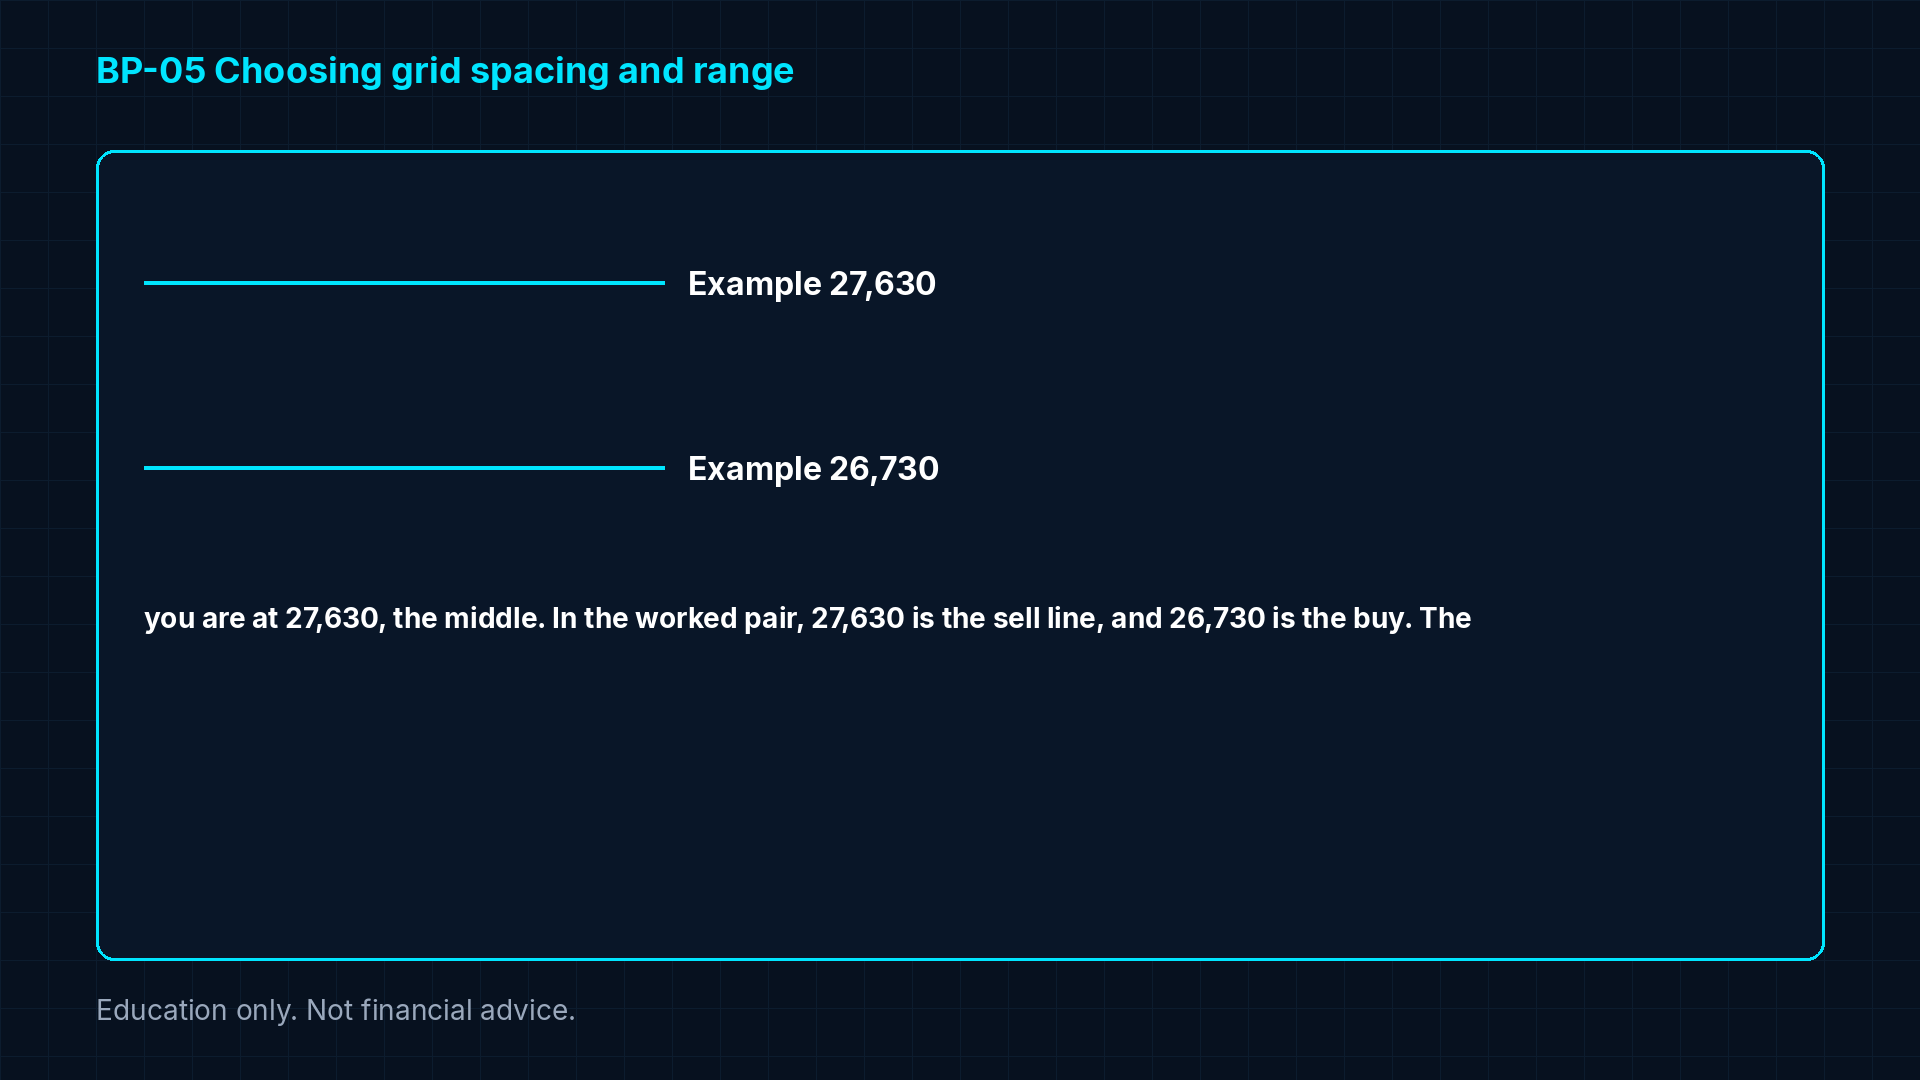 BP-05 Choosing grid spacing and range
Example 27,630
Example 26,730
you are at 27,630, the middle. In the worked pair, 27,630 is the sell line, and 26,730 is the buy. The
Education only. Not financial advice.